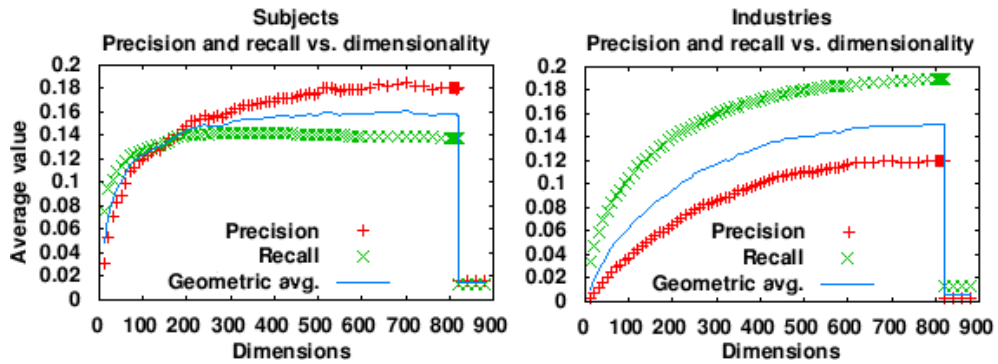 Subjects
Precision and recall vs. dimensionality
Average value
0.2
0.18
0.16
0.14
0.12
0.1
0.08
0.06
0.04
0.02
0
Precision
Recall
Geometric avg.
0 100 200 300 400 500 600 700 800 900
Dimensions
Industries
Precision and recall vs. dimensionality
0.2
0.18
0.16
0.14
0.12
0.1
0.08
0.06
0.04
0.02
0
Precision
Recall
Geometric avg.
0 100 200 300 400 500 600 700 800 900
Dimensions